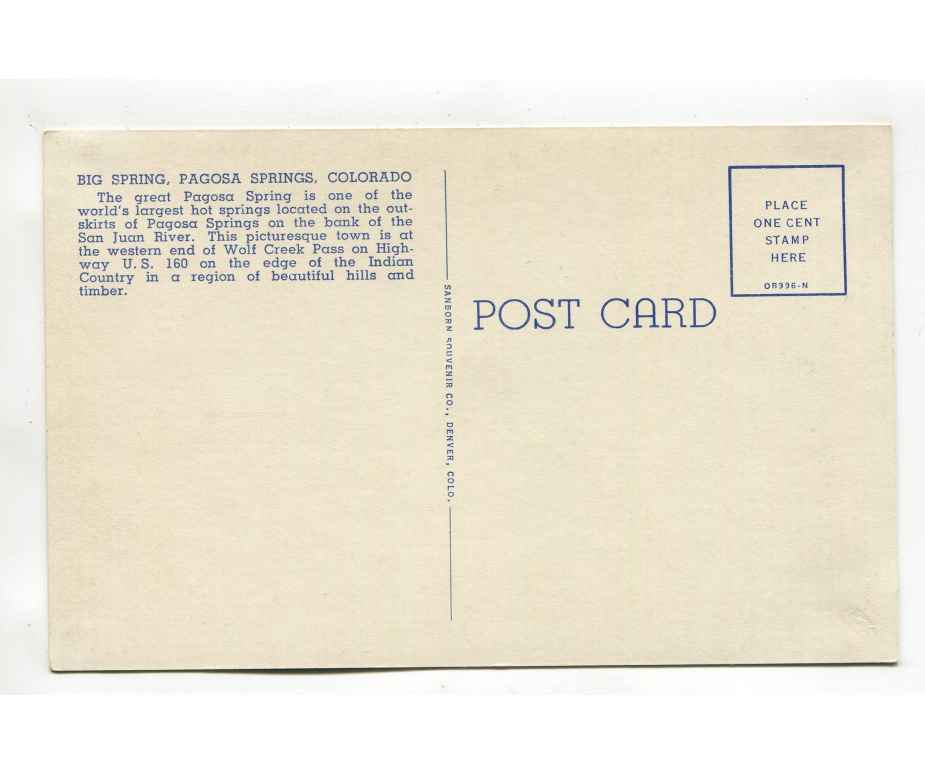 BIG SPRING, PAGOSA SPRINGS, COLORADO
The great Pagosa Spring is one of the
world's largest hot springs located on the out-
skirts of Pagosa Springs on the bank of the
San Juan River. This picturesque town is at
the western end of Wolf Creek Pass on High-
way U.S. 160 on the edge of the Indian
Country in a region of beautiful hills and
timber.
SANBORN SOUVENIR CO., DENVER, COLO.
POST CARD
PLACE
ONE CENT
STAMP
HERE
OB996-N